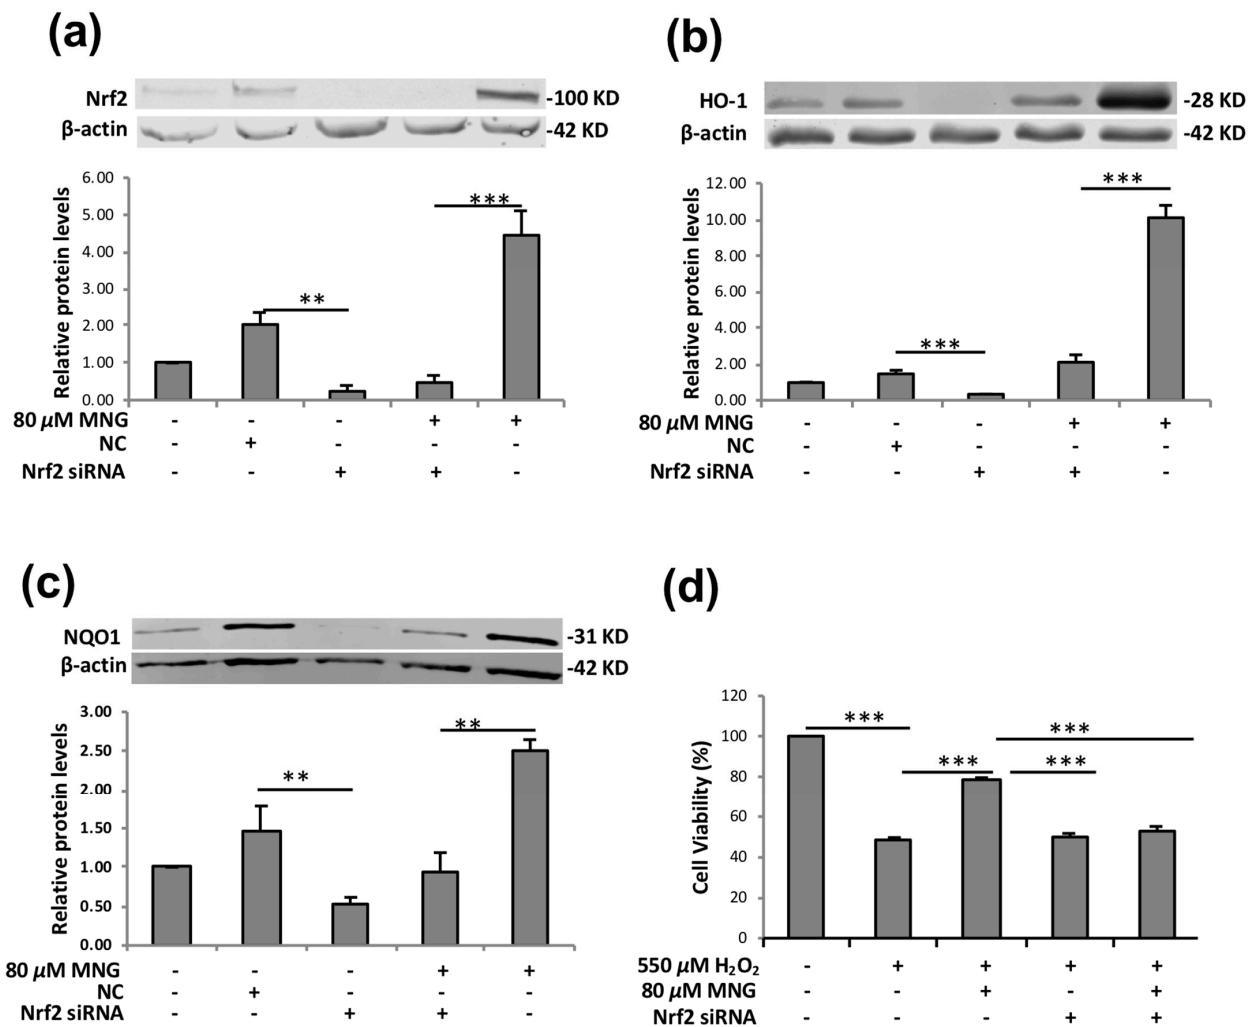 (a)
Nrf2
-100 KD
β-actin
-42 KD
Relative protein levels
6.00
5.00
4.00
3.00
2.00
1.00
0.00
**
***
80 µM MNG - - - + +
NC - + - - -
Nrf2 siRNA - - + + -
(b)
HO-1
-28 KD
β-actin
-42 KD
Relative protein levels
12.00
10.00
8.00
6.00
4.00
2.00
0.00
***
***
80 µM MNG - - - + +
NC - + - - -
Nrf2 siRNA - - + + -
(c)
NQO1
-31 KD
β-actin
-42 KD
Relative protein levels
3.00
2.50
2.00
1.50
1.00
0.50
0.00
**
**
80 µM MNG - - - + +
NC - + - - -
Nrf2 siRNA - - + + -
(d)
Cell Viability (%)
120
100
80
60
40
20
0
***
***
***
***
550 µM H₂O₂ - + + + +
80 µM MNG - - + - +
Nrf2 siRNA - - - + +